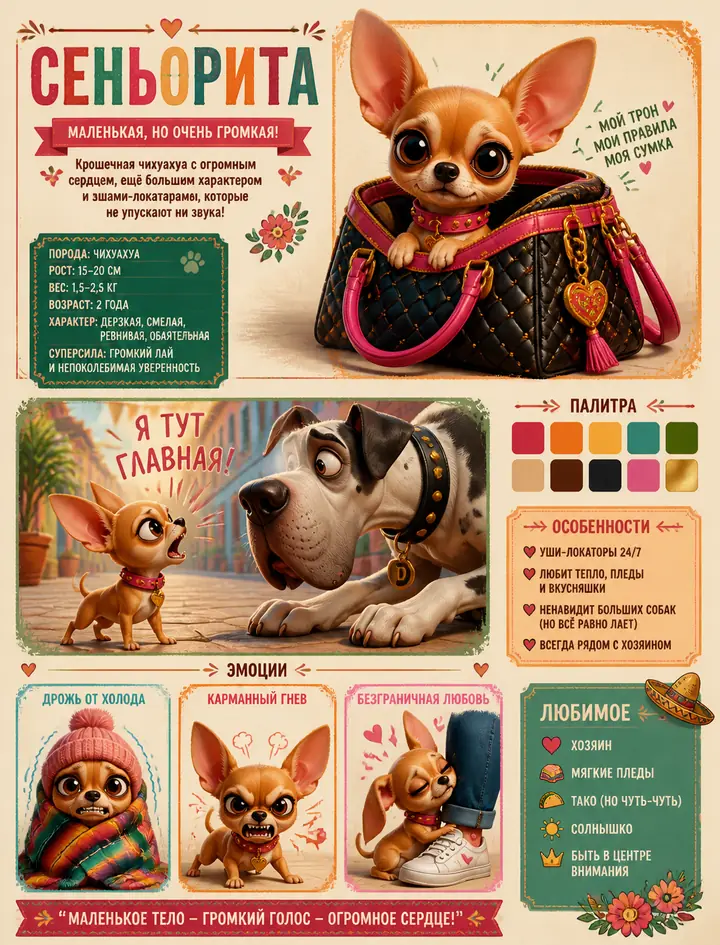 СЕНЬОРИТА
МАЛЕНЬКАЯ, НО ОЧЕНЬ ГРОМКАЯ!
Крошечная чихуахуа с огромным
сердцем, ещё большим характером
и эшами-локатарамы, которые
не упускают ни звука!
МОЙ ТРОН
МОИ ПРАВИЛА
МОЯ СУМКА
ПОРОДА: ЧИХУАХУА
РОСТ: 15–20 СМ
ВЕС: 1,5–2,5 КГ
ВОЗРАСТ: 2 ГОДА
ХАРАКТЕР: ДЕРЗКАЯ, СМЕЛАЯ,
РЕВНИВАЯ, ОБАЯТЕЛЬНАЯ
СУПЕРСИЛА: ГРОМКИЙ ЛАЙ
И НЕПОКОЛЕБИМАЯ УВЕРЕННОСТЬ
Я ТУТ
ГЛАВНАЯ!
D
ПАЛИТРА
ОСОБЕННОСТИ
УШИ-ЛОКАТОРЫ 24/7
ЛЮБИТ ТЕПЛО, ПЛЕДЫ
И ВКУСНЯШКИ
НЕНАВИДИТ БОЛЬШИХ СОБАК
(НО ВСЁ РАВНО ЛАЕТ)
ВСЕГДА РЯДОМ С ХОЗЯИНОМ
ЭМОЦИИ
ДРОЖЬ ОТ ХОЛОДА
КАРМАННЫЙ ГНЕВ
БЕЗГРАНИЧНАЯ ЛЮБОВЬ
ЛЮБИМОЕ
ХОЗЯИН
МЯГКИЕ ПЛЕДЫ
ТАКО (НО ЧУТЬ-ЧУТЬ)
СОЛНЫШКО
БЫТЬ В ЦЕНТРЕ
ВНИМАНИЯ
"МАЛЕНЬКОЕ ТЕЛО – ГРОМКИЙ ГОЛОС – ОГРОМНОЕ СЕРДЦЕ!"